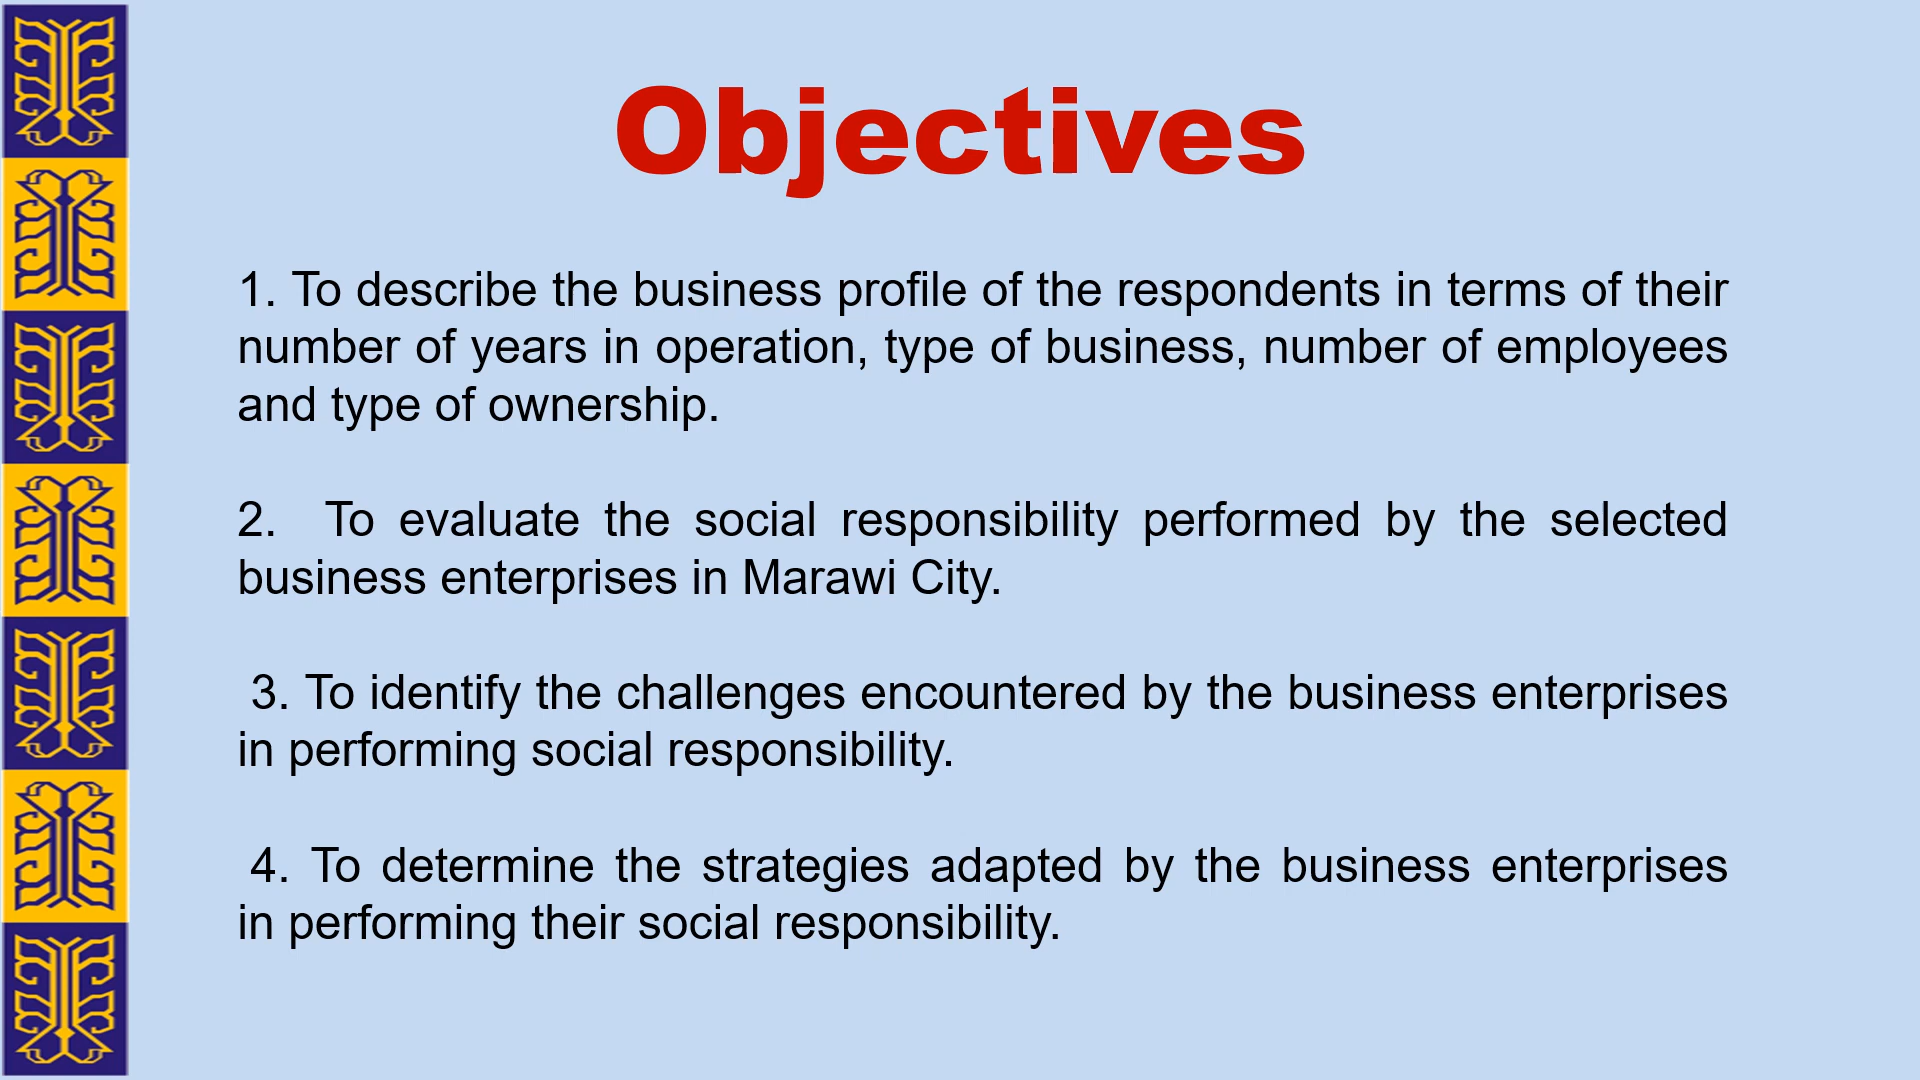 Objectives
1. To describe the business profile of the respondents in terms of their
number of years in operation, type of business, number of employees
and type of ownership.
2. To evaluate the social responsibility performed by the selected
business enterprises in Marawi City.
3. To identify the challenges encountered by the business enterprises
in performing social responsibility.
4. To determine the strategies adapted by the business enterprises
in performing their social responsibility.